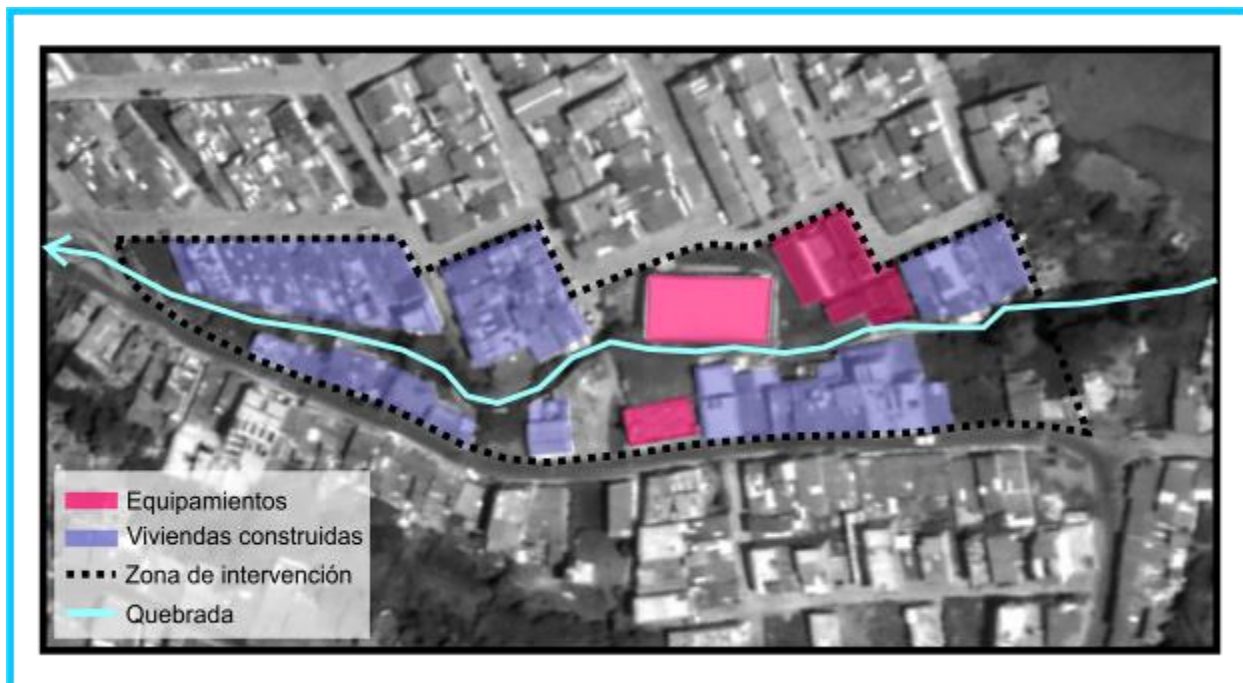 Equipamientos
Viviendas construidas
Zona de intervención
Quebrada